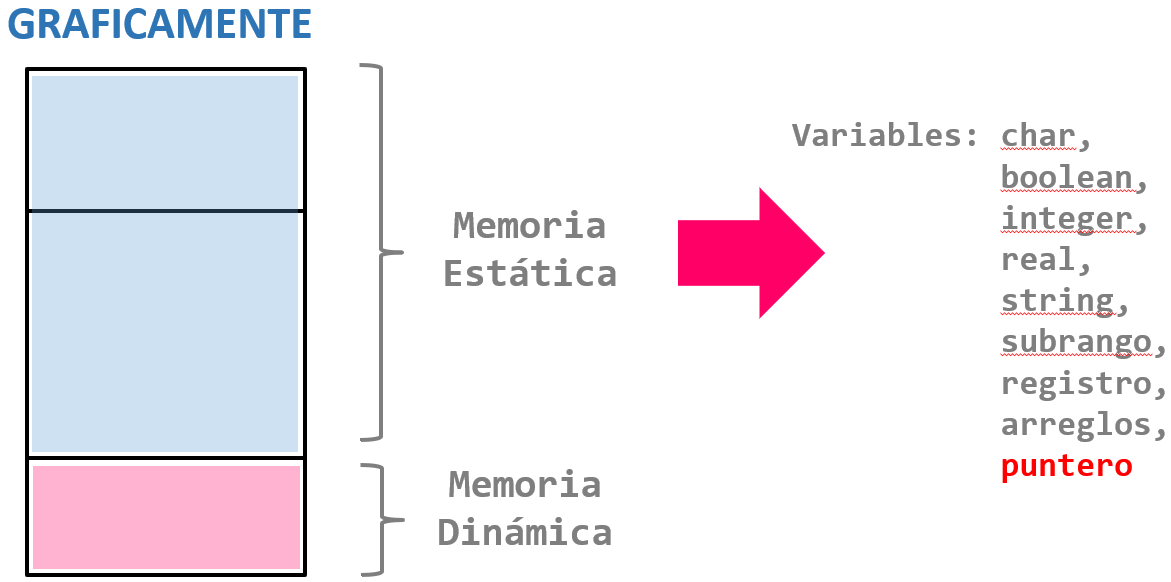 GRAFICAMENTE
Memoria
Estática
Variables: char,
boolean,
integer,
real,
string,
subrango,
registro,
arreglos,
puntero
Memoria
Dinámica